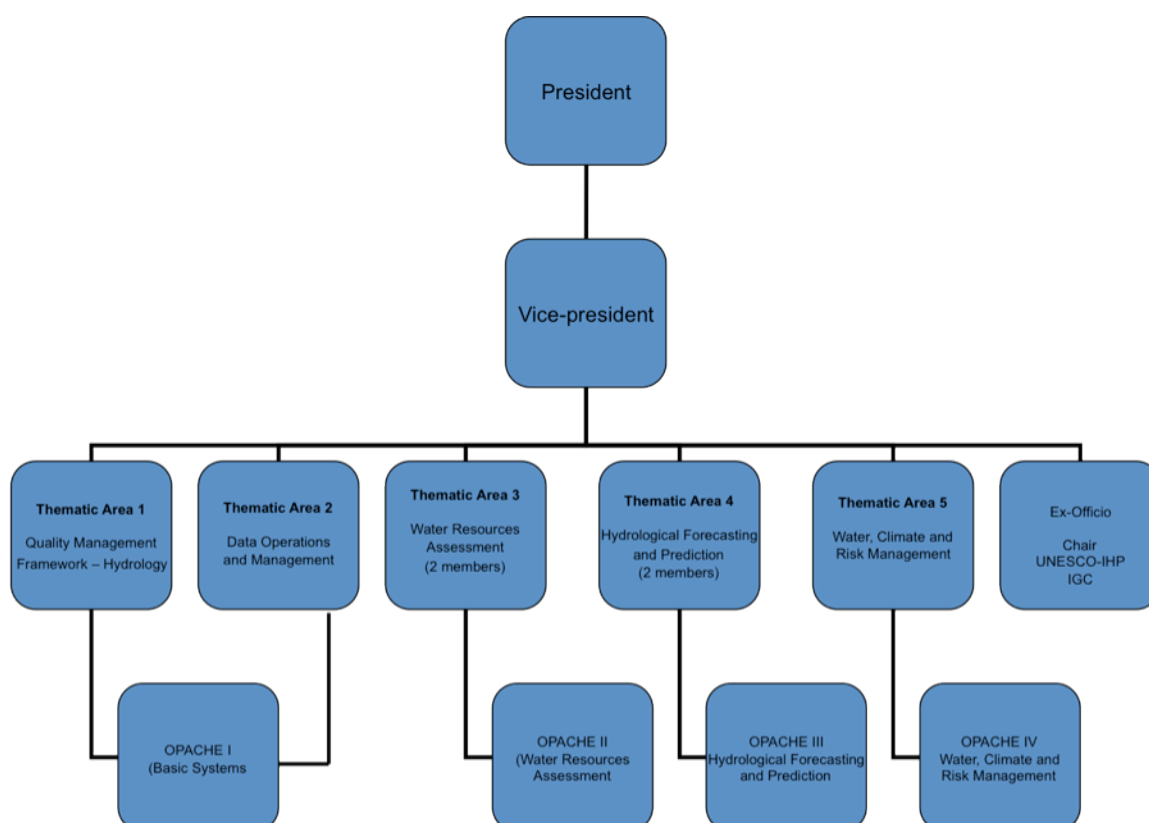 President
Vice-president
Thematic Area 1
Quality Management
Framework – Hydrology
Thematic Area 2
Data Operations
and Management
Thematic Area 3
Water Resources
Assessment
(2 members)
Thematic Area 4
Hydrological Forecasting
and Prediction
(2 members)
Thematic Area 5
Water, Climate and
Risk Management
Ex-Officio
Chair
UNESCO-IHP
IGC
OPACHE I
(Basic Systems
OPACHE II
(Water Resources
Assessment
OPACHE III
Hydrological Forecasting
and Prediction
OPACHE IV
Water, Climate and
Risk Management